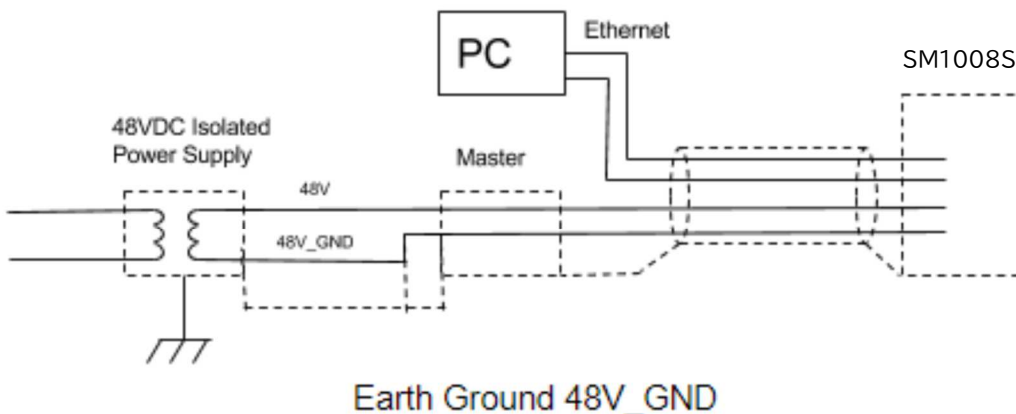 PC
Ethernet
SM1008S
48VDC Isolated
Power Supply
Master
48V
48V_GND
Earth Ground 48V_GND